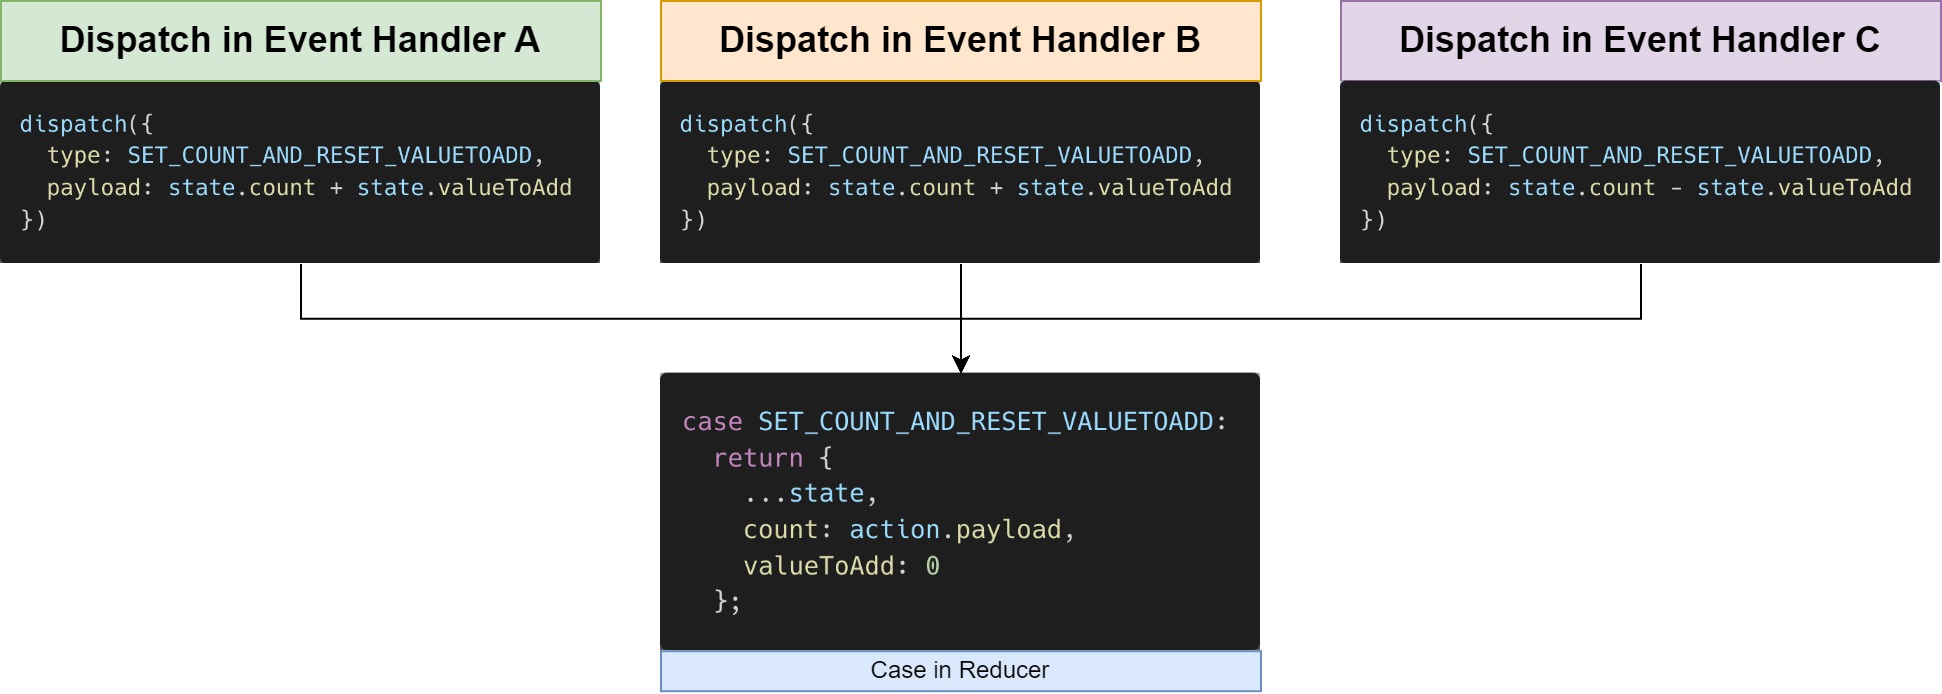 Dispatch in Event Handler A
dispatch({
  type: SET_COUNT_AND_RESET_VALUETOADD,
  payload: state.count + state.valueToAdd
})
Dispatch in Event Handler B
dispatch({
  type: SET_COUNT_AND_RESET_VALUETOADD,
  payload: state.count + state.valueToAdd
})
Dispatch in Event Handler C
dispatch({
  type: SET_COUNT_AND_RESET_VALUETOADD,
  payload: state.count - state.valueToAdd
})
case SET_COUNT_AND_RESET_VALUETOADD:
  return {
    ...state,
    count: action.payload,
    valueToAdd: 0
  };
Case in Reducer